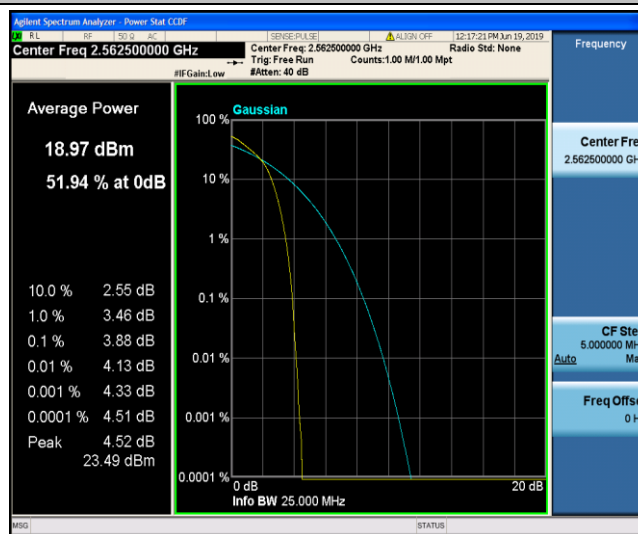 Agilent Spectrum Analyzer - Power Stat CCDF
RL RF 50 Ω AC SENSE:PULSE ALIGN OFF 12:17:21 PM Jun 19, 2019
Center Freq 2.562500000 GHz
Center Freq: 2.562500000 GHz Radio Std: None
Trig: Free Run Counts:1.00 M/1.00 Mpt
#IFGain:Low #Atten: 40 dB
Frequency
Average Power
18.97 dBm
51.94 % at 0dB
10.0 % 2.55 dB
1.0 % 3.46 dB
0.1 % 3.88 dB
0.01 % 4.13 dB
0.001 % 4.33 dB
0.0001 % 4.51 dB
Peak 4.52 dB
23.49 dBm
Gaussian
100 %
10 %
1 %
0.1 %
0.01 %
0.001 %
0.0001 %
0 dB 20 dB
Info BW 25.000 MHz
Center Fre
2.562500000 GH
CF Ste
5.000000 MH
Auto Ma
Freq Offse
0 H
MSG STATUS